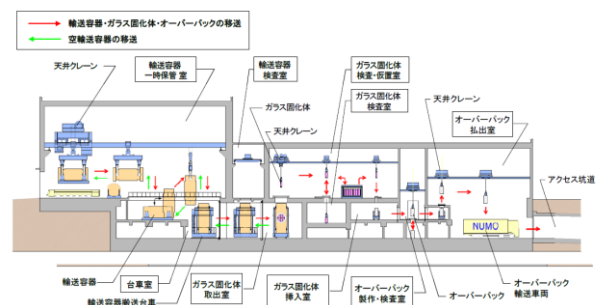 輸送容器・ガラス固化体・オーバーパックの移送
空輸送容器の移送
天井クレーン
輸送容器
一時保管室
輸送容器
検査室
ガラス固化体
検査・仮置室
ガラス固化体
ガラス固化体
検査室
天井クレーン
天井クレーン
オーバーパック
払出室
アクセス坑道
NUMO
輸送容器
台車室
輸送容器搬送台車
ガラス固化体
取出室
ガラス固化体
挿入室
オーバーパック
製作・検査室
オーバーパック
オーバーパック
輸送車両